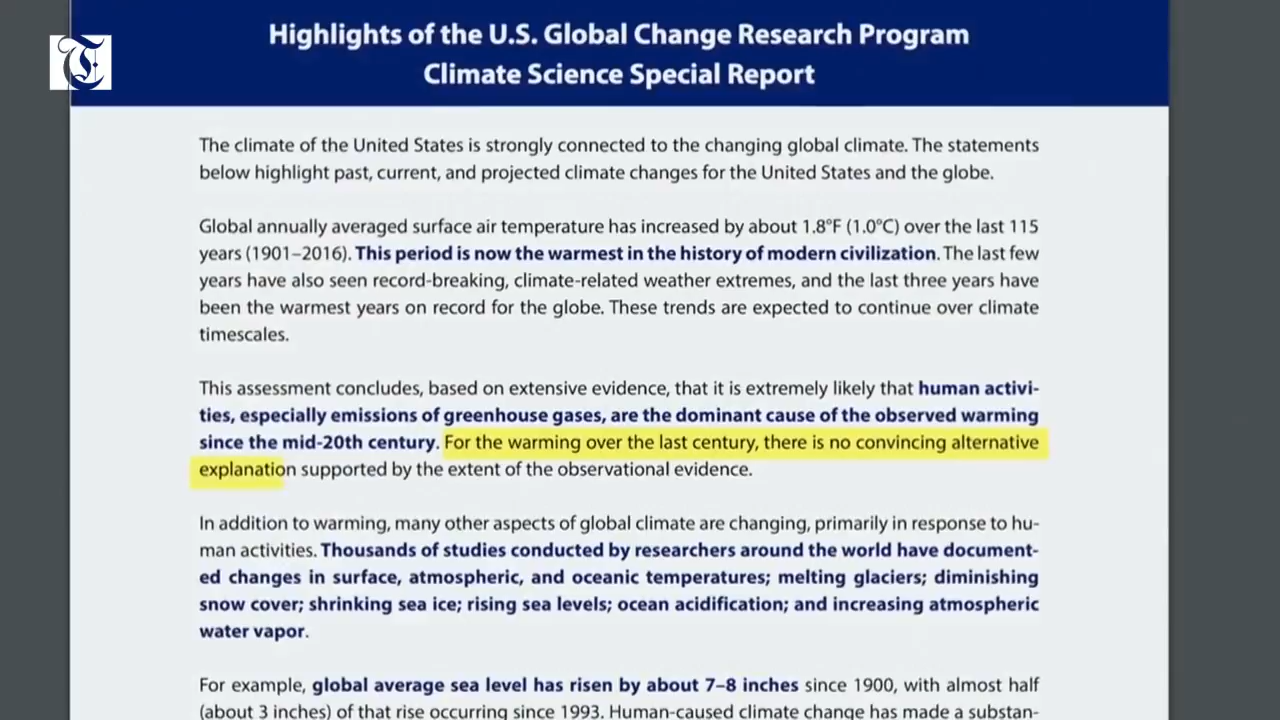 Highlights of the U.S. Global Change Research Program
Climate Science Special Report
T
The climate of the United States is strongly connected to the changing global climate. The statements
below highlight past, current, and projected climate changes for the United States and the globe.
Global annually averaged surface air temperature has increased by about 1.8°F (1.0°C) over the last 115
years (1901–2016). This period is now the warmest in the history of modern civilization. The last few
years have also seen record-breaking, climate-related weather extremes, and the last three years have
been the warmest years on record for the globe. These trends are expected to continue over climate
timescales.
This assessment concludes, based on extensive evidence, that it is extremely likely that human activi-
ties, especially emissions of greenhouse gases, are the dominant cause of the observed warming
since the mid-20th century. For the warming over the last century, there is no convincing alternative
explanation supported by the extent of the observational evidence.
In addition to warming, many other aspects of global climate are changing, primarily in response to hu-
man activities. Thousands of studies conducted by researchers around the world have document-
ed changes in surface, atmospheric, and oceanic temperatures; melting glaciers; diminishing
snow cover; shrinking sea ice; rising sea levels; ocean acidification; and increasing atmospheric
water vapor.
For example, global average sea level has risen by about 7–8 inches since 1900, with almost half
(about 3 inches) of that rise occurring since 1993. Human-caused climate change has made a substan-